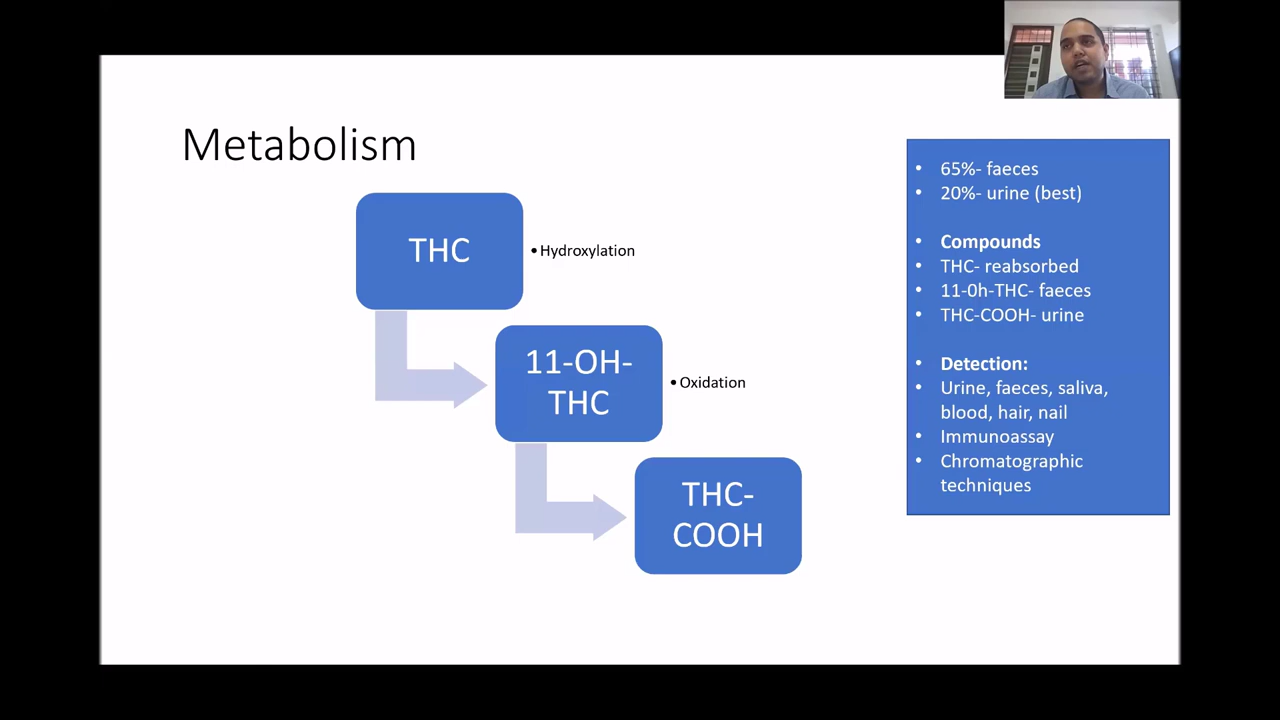 Metabolism
THC
• Hydroxylation
11-OH-
THC
• Oxidation
THC-
COOH
• 65%- faeces
• 20%- urine (best)
• Compounds
• THC- reabsorbed
• 11-0h-THC- faeces
• THC-COOH- urine
• Detection:
• Urine, faeces, saliva,
blood, hair, nail
• Immunoassay
• Chromatographic
techniques